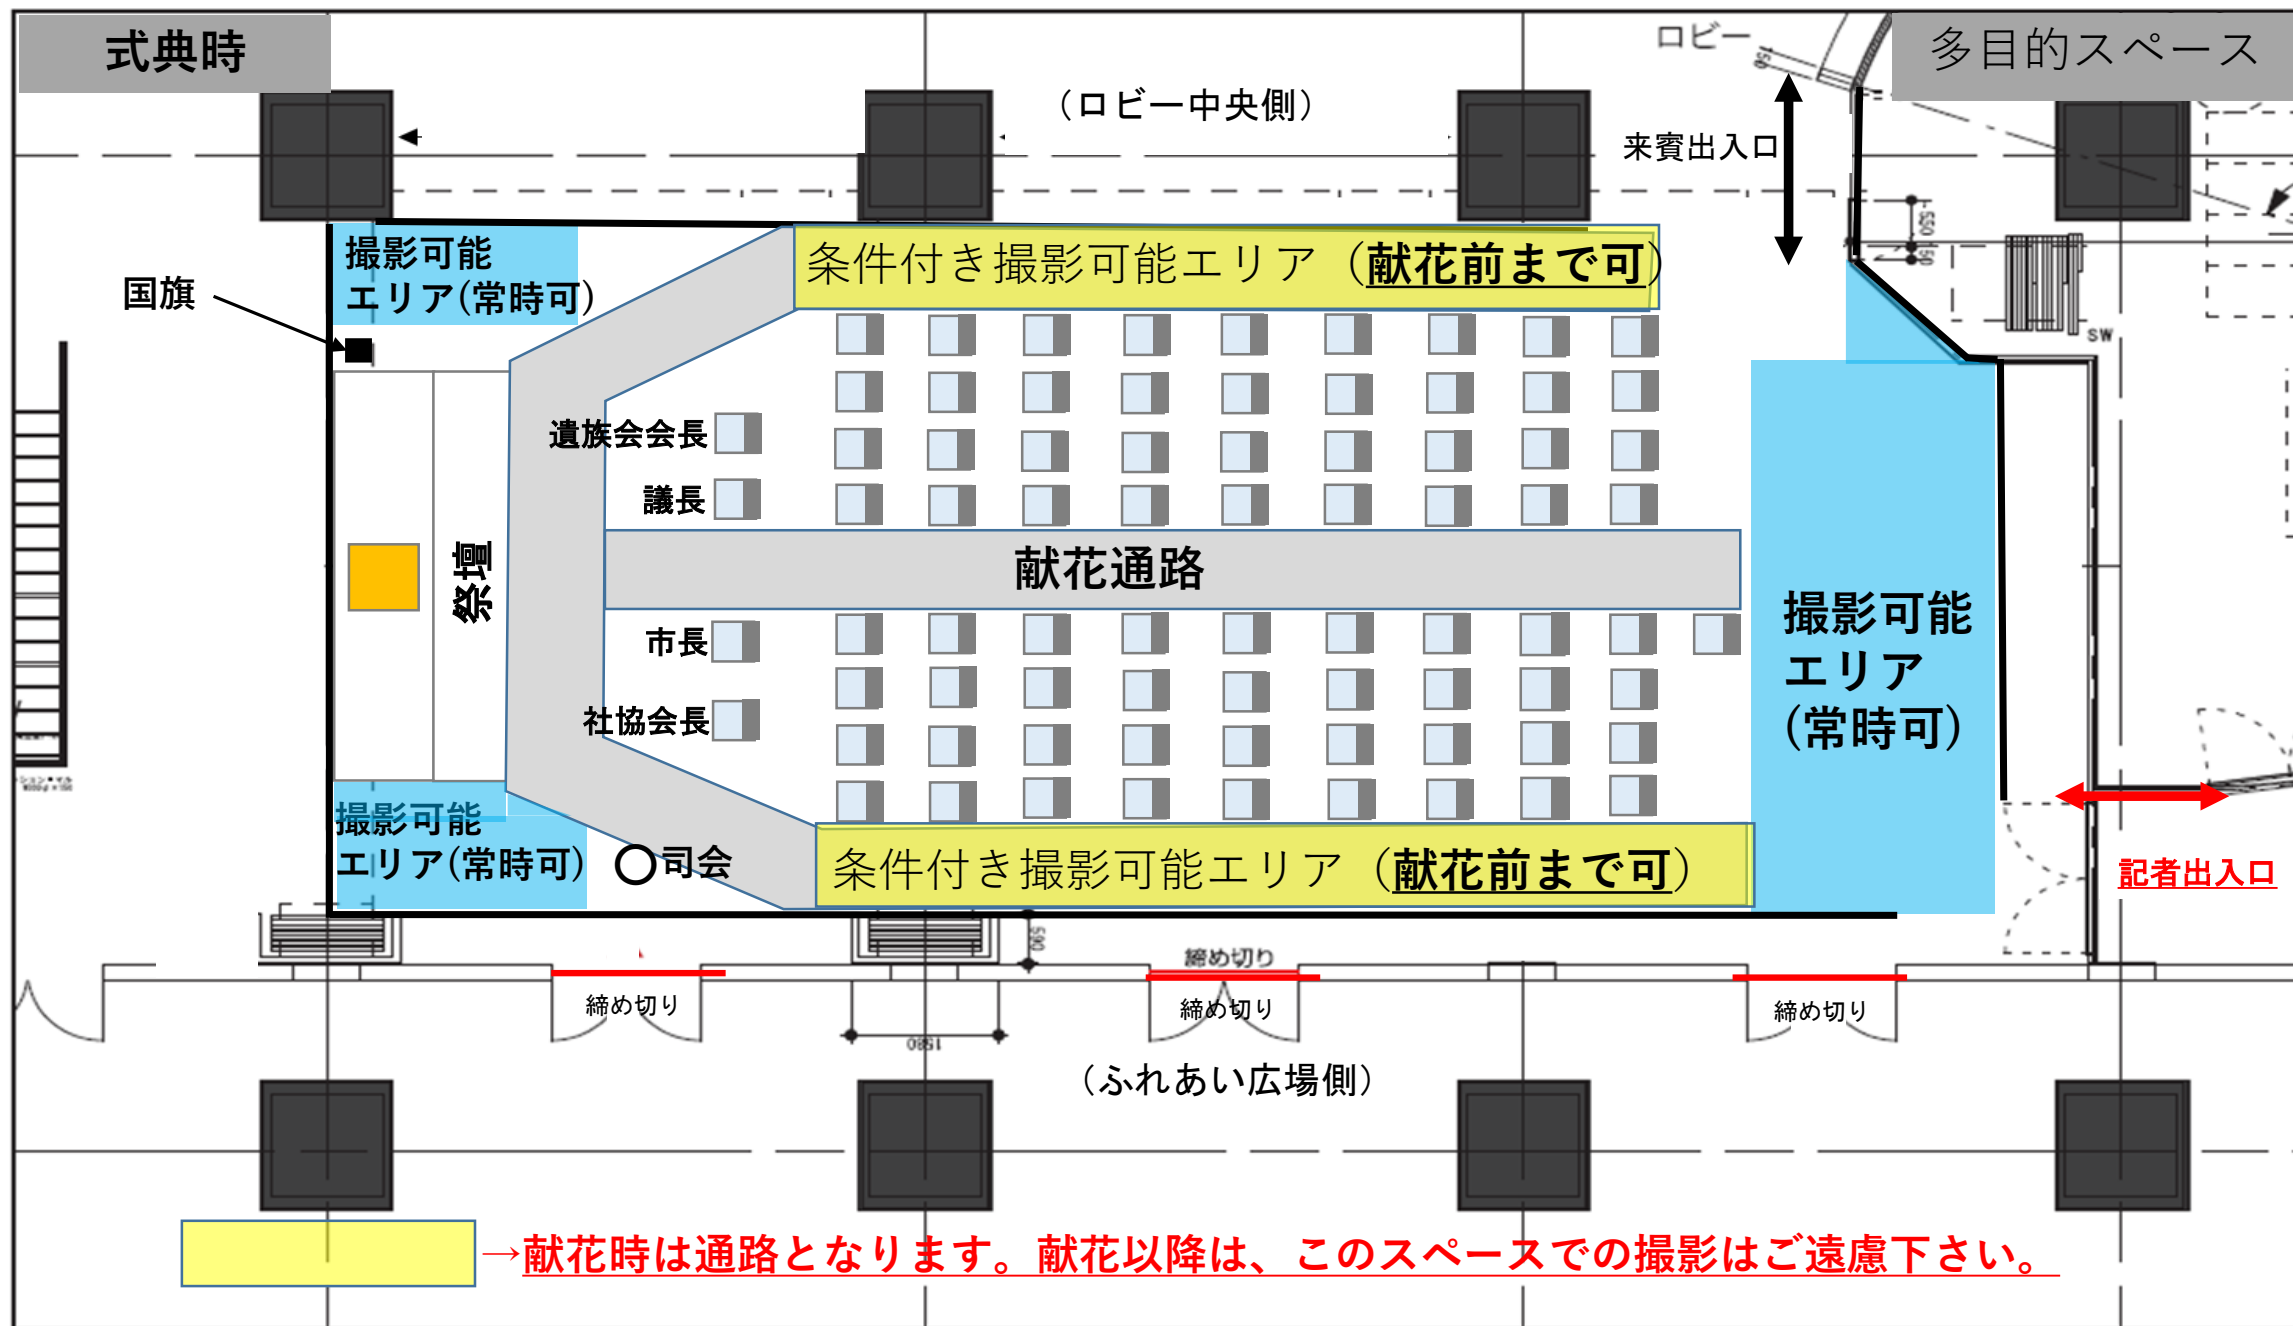 式典時
多目的スペース
ロビー
150
（ロビー中央側）
来賓出入口
撮影可能
エリア(常時可)
条件付き撮影可能エリア（献花前まで可）
550
50
国旗
SW
遺族会会長
議長
祭壇
献花通路
市長
社協会長
撮影可能
エリア
(常時可)
撮影可能
エリア(常時可)
司会
条件付き撮影可能エリア（献花前まで可）
記者出入口
590
締め切り
締め切り
締め切り
締め切り
1580
（ふれあい広場側）
→献花時は通路となります。献花以降は、このスペースでの撮影はご遠慮下さい。